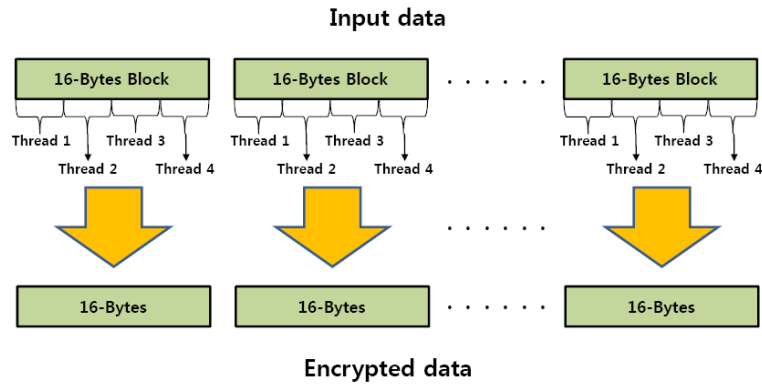 Input data
16-Bytes Block
16-Bytes Block
. . . . . .
16-Bytes Block
Thread 1
Thread 3
Thread 1
Thread 3
Thread 1
Thread 3
Thread 2
Thread 4
Thread 2
Thread 4
Thread 2
Thread 4
. . . . . .
16-Bytes
16-Bytes
. . . . . .
16-Bytes
Encrypted data